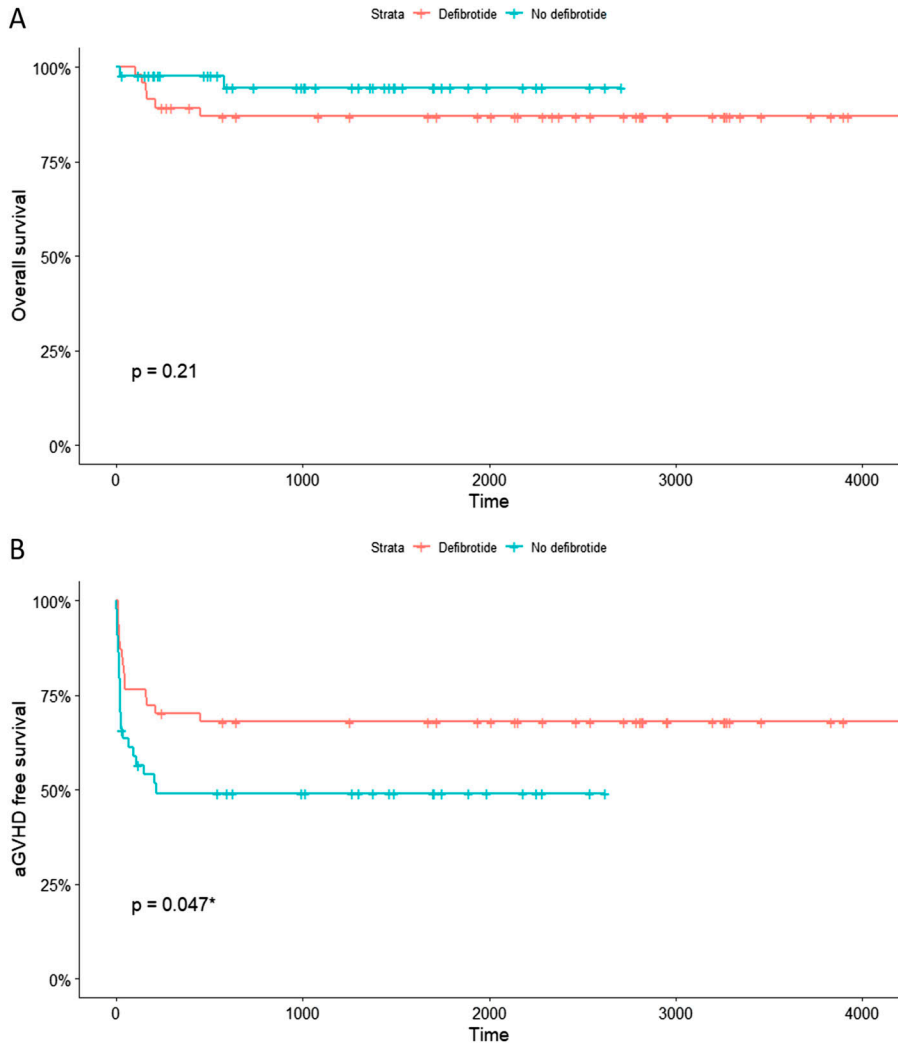 A
Strata Defibrotide No defibrotide
100%
75%
50%
25%
0%
Overall survival
p = 0.21
0 1000 2000 3000 4000
Time
B
Strata Defibrotide No defibrotide
100%
75%
50%
25%
0%
aGVHD free survival
p = 0.047*
0 1000 2000 3000 4000
Time